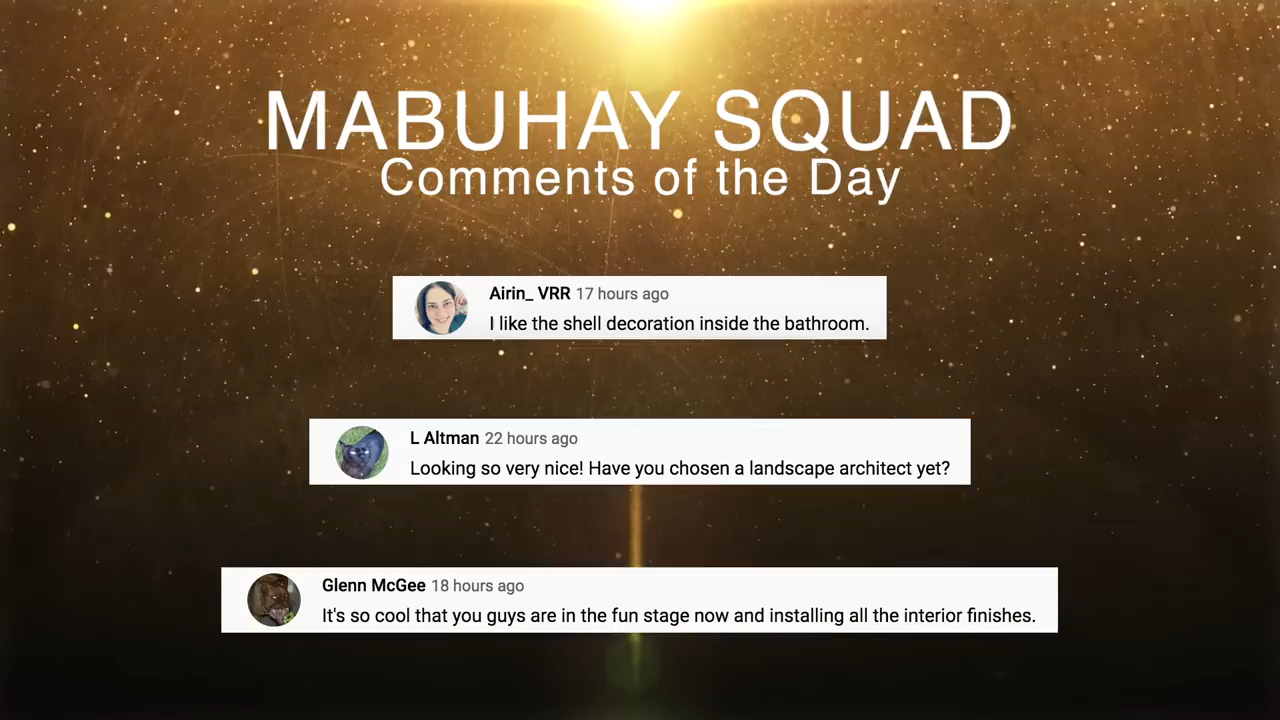 MABUHAY SQUAD
Comments of the Day
Airin_ VRR 17 hours ago
I like the shell decoration inside the bathroom.
L Altman 22 hours ago
Looking so very nice! Have you chosen a landscape architect yet?
Glenn McGee 18 hours ago
It's so cool that you guys are in the fun stage now and installing all the interior finishes.